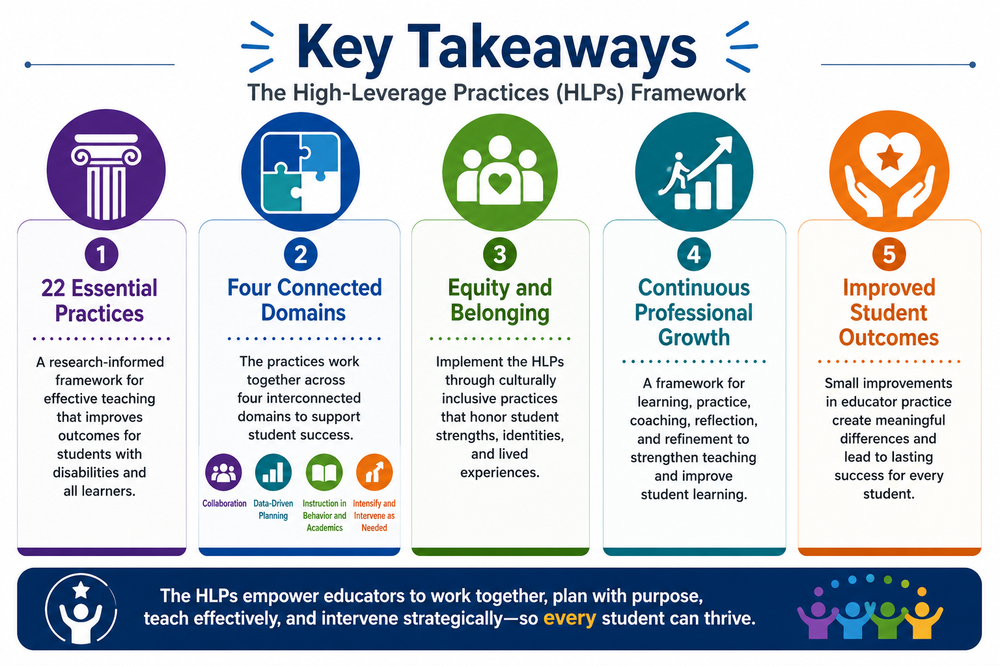 Key Takeaways
The High-Leverage Practices (HLPs) Framework
1
22 Essential
Practices
A research-informed
framework for
effective teaching
that improves
outcomes for
students with
disabilities and
all learners.
2
Four Connected
Domains
The practices work
together across
four interconnected
domains to support
student success.
Collaboration
Data-Driven
Planning
Instruction in
Behavior and
Academics
Intensify and
Intervene as
Needed
3
Equity and
Belonging
Implement the HLPs
through culturally
inclusive practices
that honor student
strengths, identities,
and lived
experiences.
4
Continuous
Professional
Growth
A framework for
learning, practice,
coaching, reflection,
and refinement to
strengthen teaching
and improve
student learning.
5
Improved
Student
Outcomes
Small improvements
in educator practice
create meaningful
differences and
lead to lasting
success for every
student.
The HLPs empower educators to work together, plan with purpose,
teach effectively, and intervene strategically—so every student can thrive.